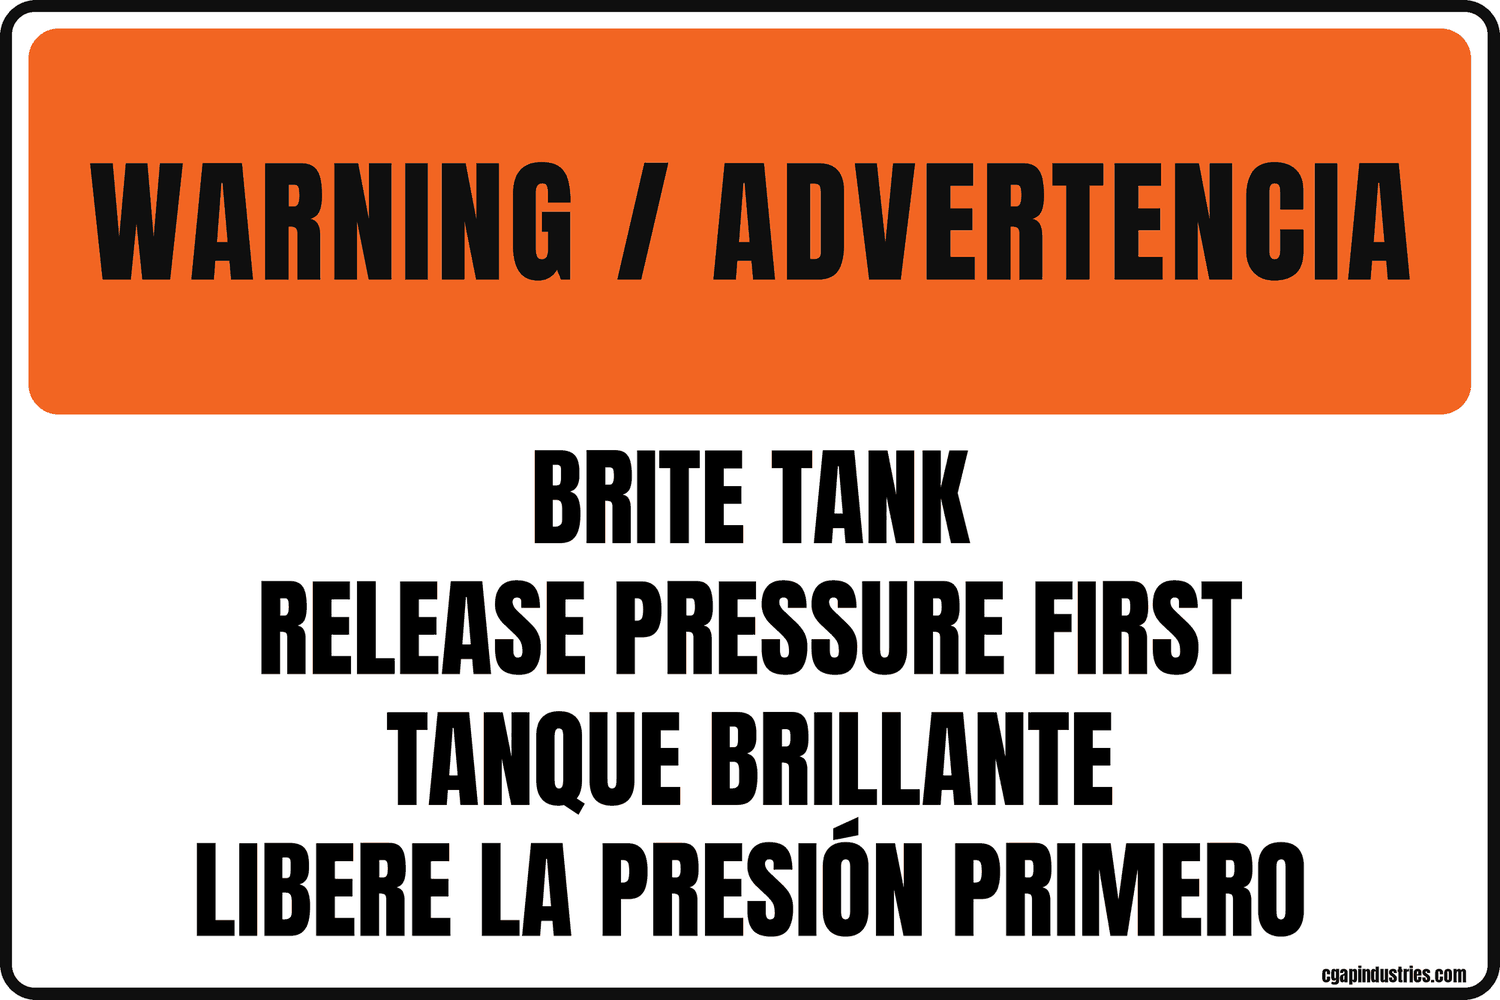 WARNING / ADVERTENCIA
BRITE TANK
RELEASE PRESSURE FIRST
TANQUE BRILLANTE
LIBERE LA PRESIÓN PRIMERO
cgapindustries.com